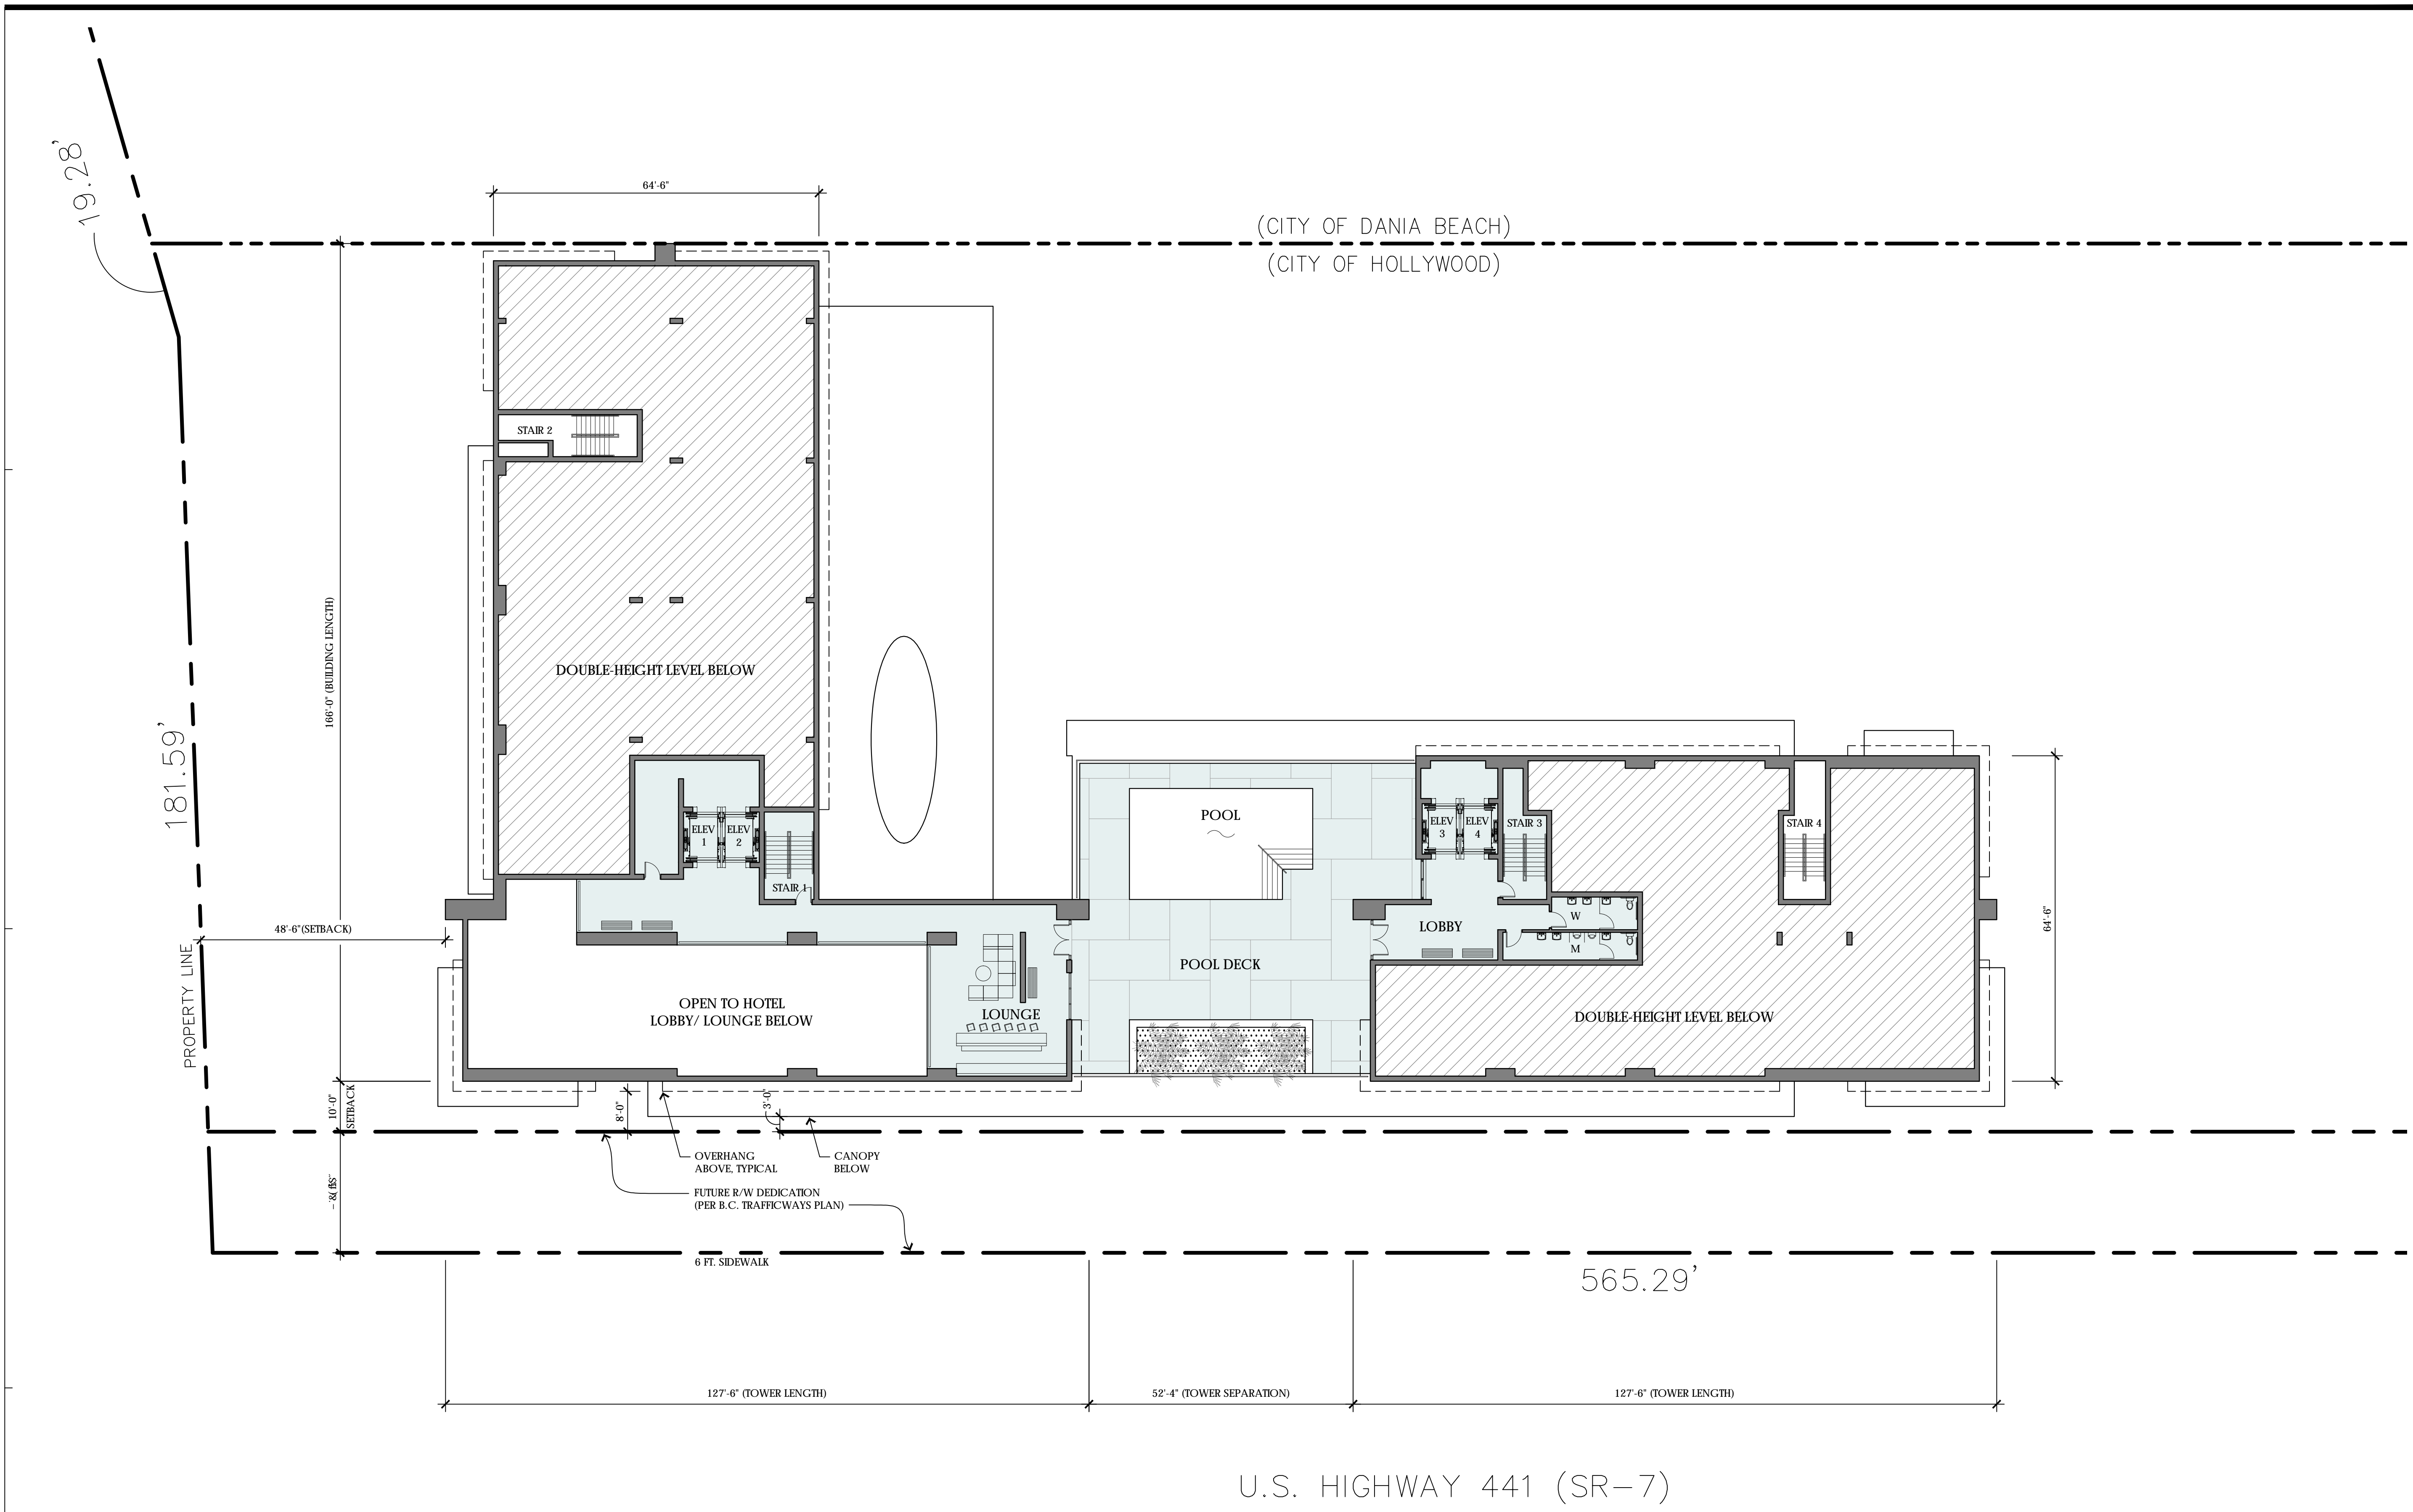 19.28'
64'-6"
(CITY OF DANIA BEACH)
(CITY OF HOLLYWOOD)
STAIR 2
166'-0" (BUILDING LENGTH)
DOUBLE-HEIGHT LEVEL BELOW
181.59'
ELEV
1
ELEV
2
STAIR 1
POOL
ELEV
3
ELEV
4
STAIR 3
STAIR 4
W
M
LOBBY
64'-6"
48'-6"(SETBACK)
PROPERTY LINE
POOL DECK
OPEN TO HOTEL
LOBBY/ LOUNGE BELOW
LOUNGE
DOUBLE-HEIGHT LEVEL BELOW
10'-0"
SETBACK
8'-0"
3'-0"
OVERHANG
ABOVE, TYPICAL
CANOPY
BELOW
FUTURE R/W DEDICATION
(PER B.C. TRAFFICWAYS PLAN)
6 FT. SIDEWALK
565.29'
127'-6" (TOWER LENGTH)
52'-4" (TOWER SEPARATION)
127'-6" (TOWER LENGTH)
U.S. HIGHWAY 441 (SR-7)